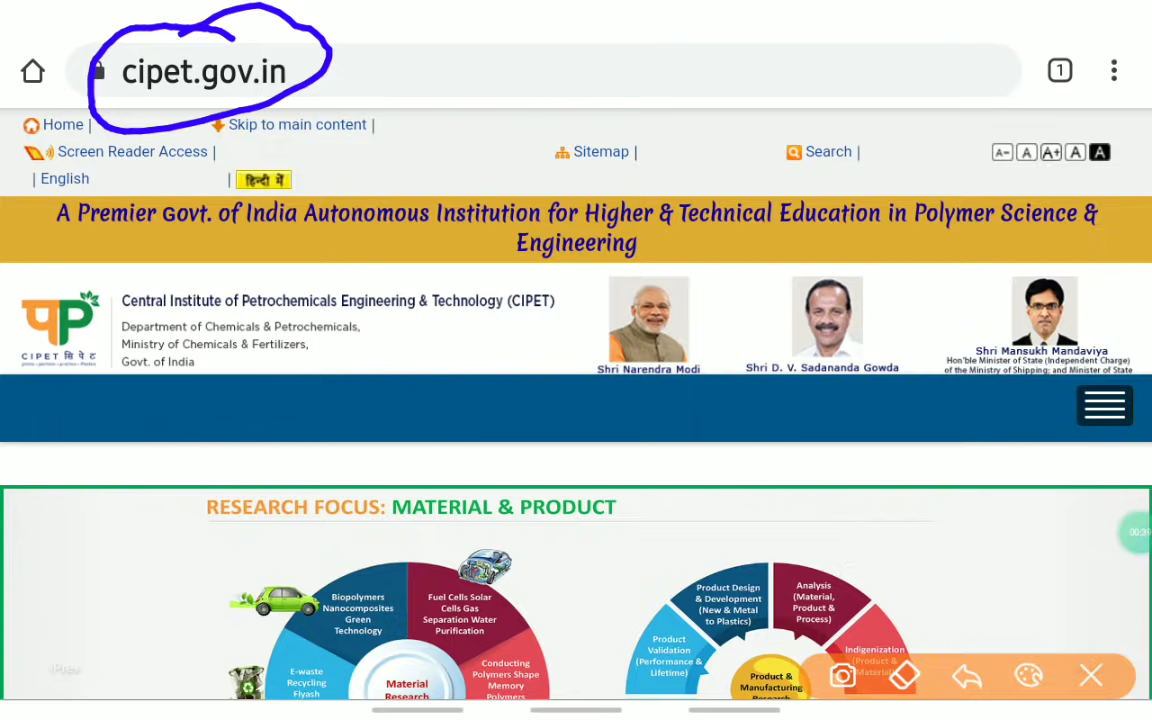 cipet.gov.in
1
Home |
Skip to main content |
Screen Reader Access |
Sitemap |
Search |
A- A A+ A A
| English
| हिन्दी में
A Premier Govt. of India Autonomous Institution for Higher & Technical Education in Polymer Science &
Engineering
पP
CIPET सिपेट
Central Institute of Petrochemicals Engineering & Technology (CIPET)
Department of Chemicals & Petrochemicals,
Ministry of Chemicals & Fertilizers,
Govt. of India
Shri Narendra Modi
Shri D. V. Sadananda Gowda
Shri Mansukh Mandaviya
Hon'ble Minister of State (Independent Charge)
of the Ministry of Shipping; and Minister of State
RESEARCH FOCUS: MATERIAL & PRODUCT
Biopolymers
Nanocomposites
Green
Technology
Fuel Cells Solar
Cells Gas
Separation Water
Purification
E-waste
Recycling
Flyash
Conducting
Polymers Shape
Memory
Polymers
Material
Research
Product Design
& Development
(New & Metal
to Plastics)
Analysis
(Material,
Product &
Process)
Product
Validation
(Performance &
Lifetime)
Indigenization
(Product &
Material)
Product &
Manufacturing
Research
Prev